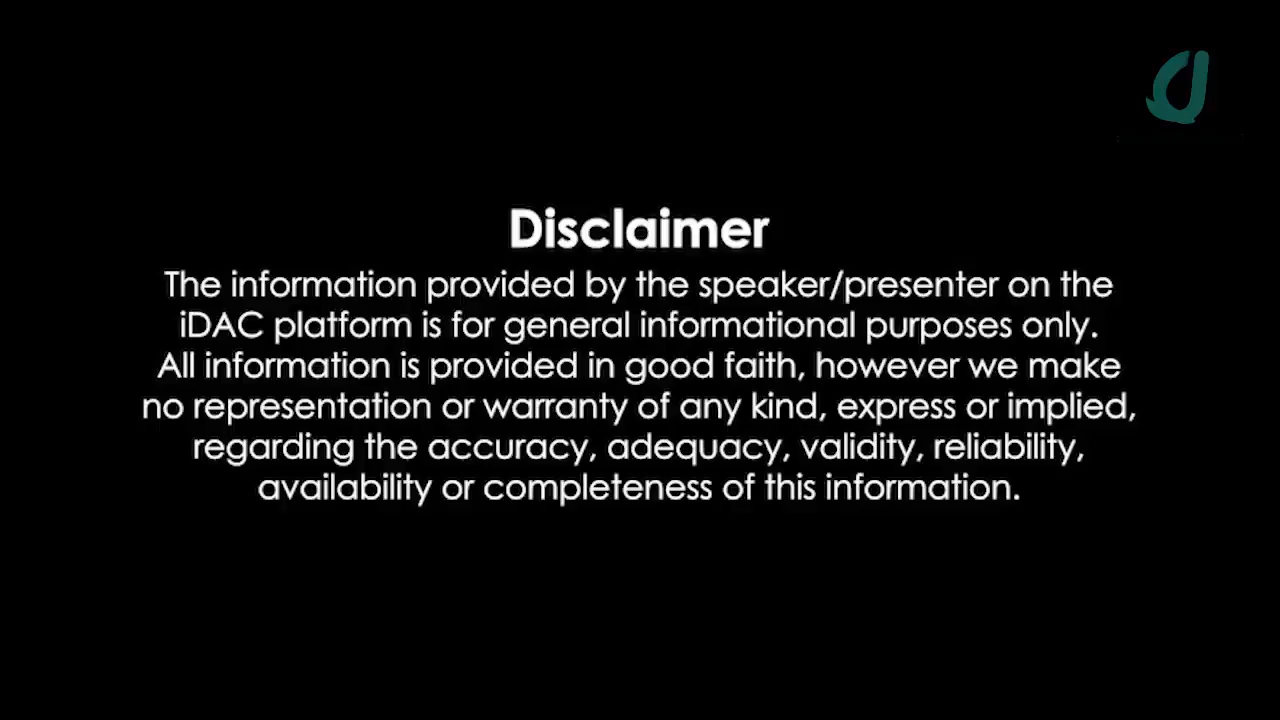 Disclaimer
The information provided by the speaker/presenter on the
iDAC platform is for general informational purposes only.
All information is provided in good faith, however we make
no representation or warranty of any kind, express or implied,
regarding the accuracy, adequacy, validity, reliability,
availability or completeness of this information.